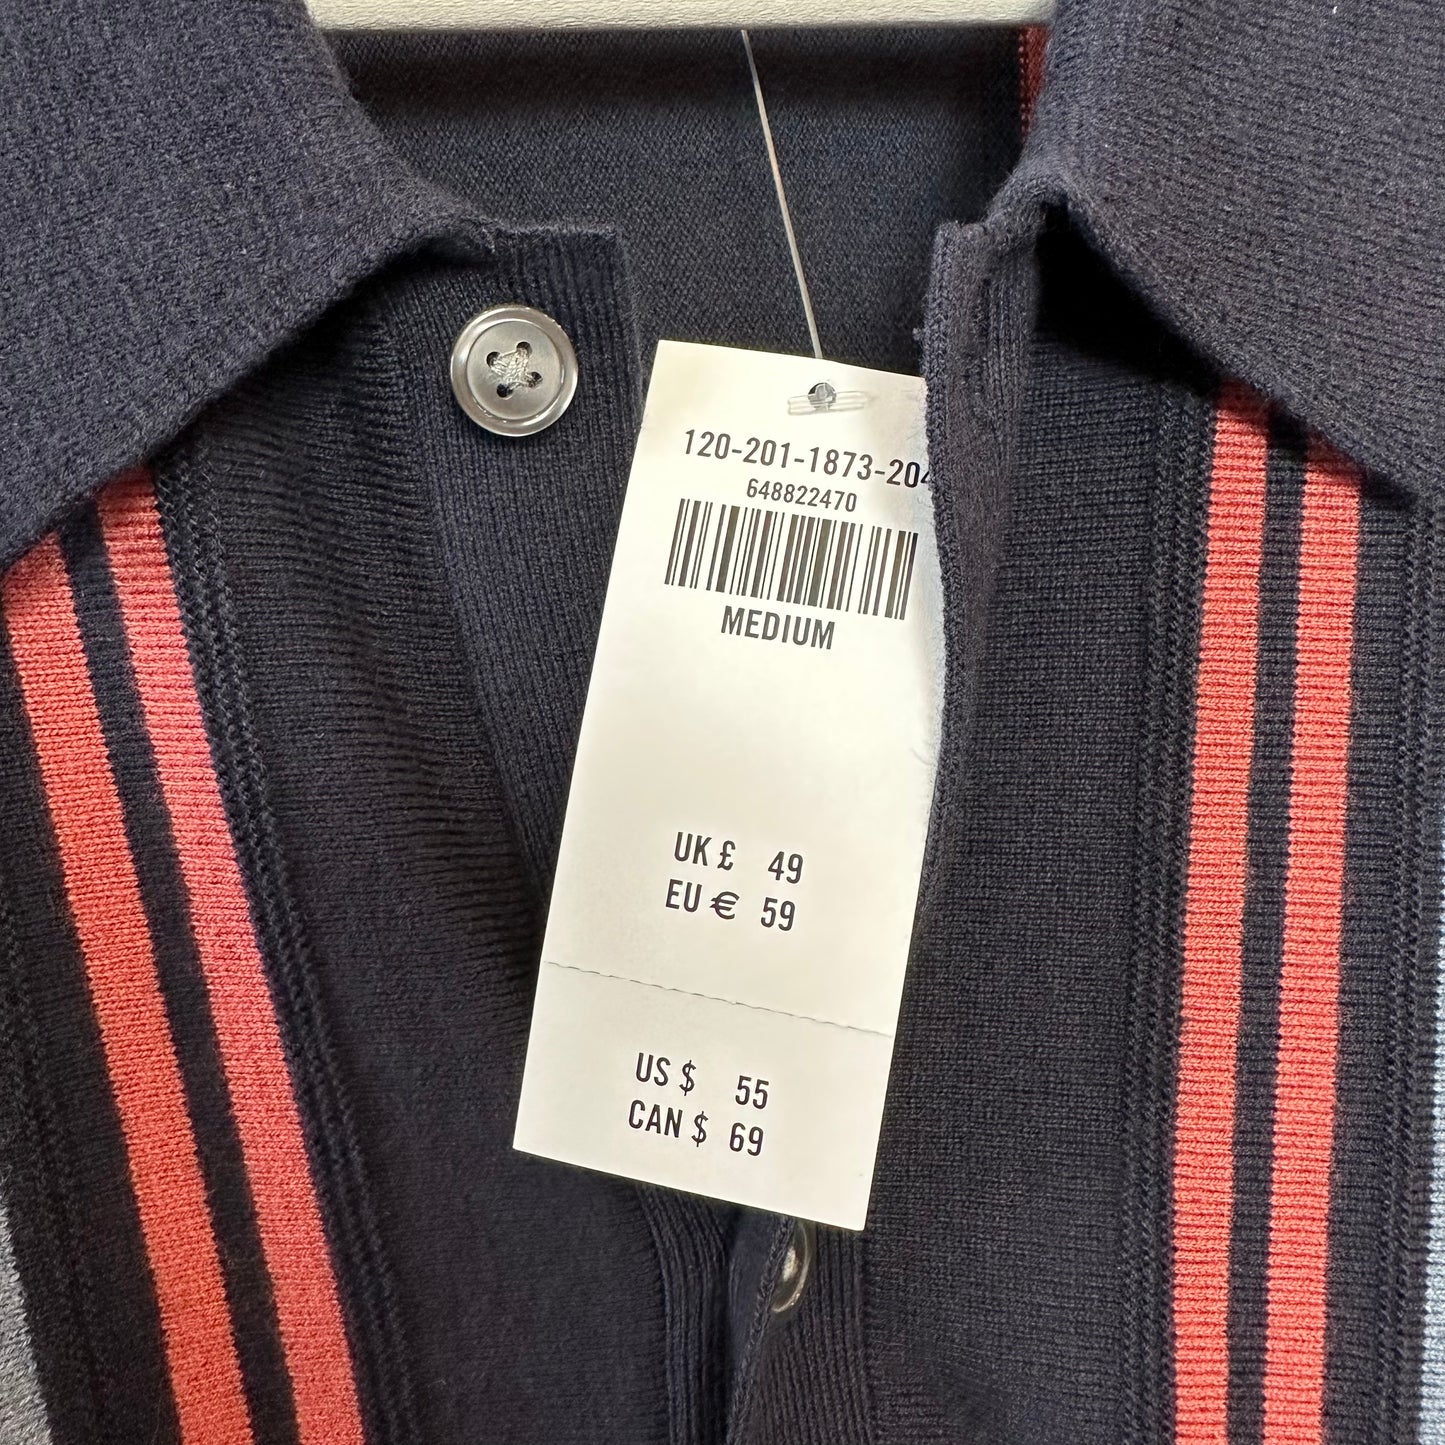 120-201-1873-204
648822470
MEDIUM
UK £ 49
EU € 59
US $ 55
CAN $ 69